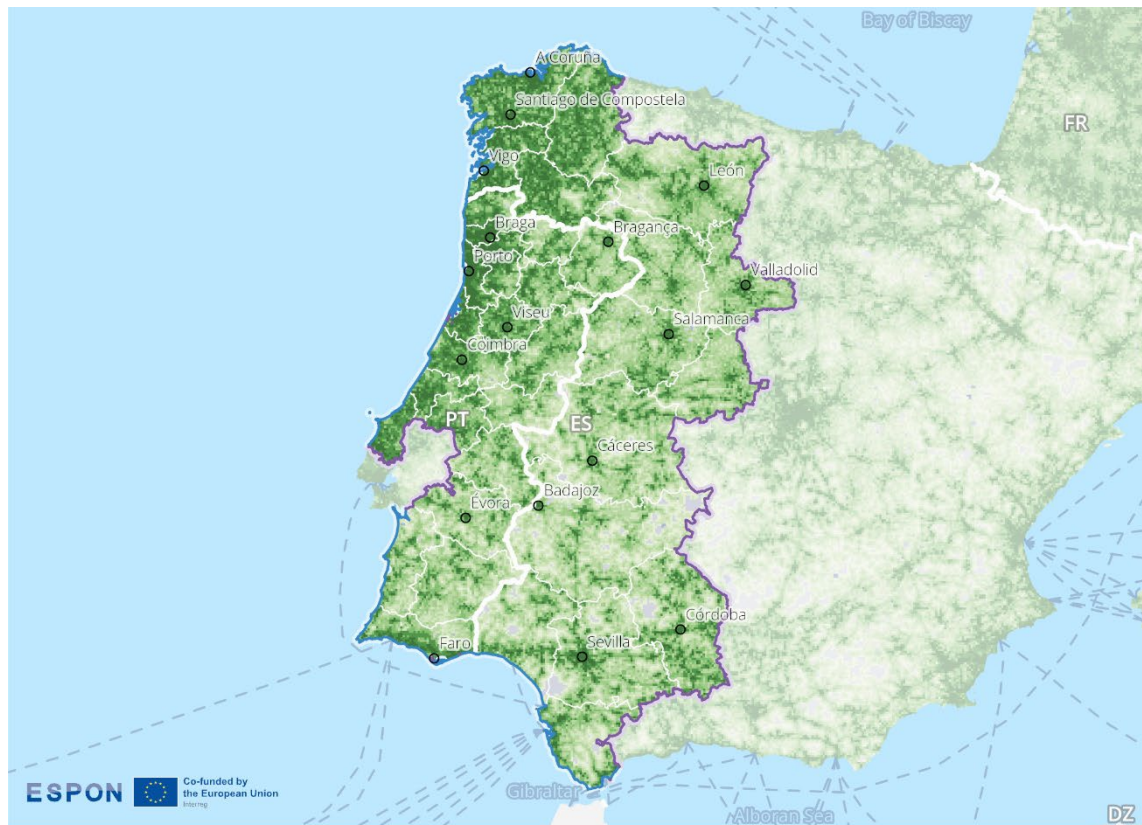 Bay of Biscay
A Coruña
Santiago de Compostela
FR
Vigo
León
Braga
Bragança
Porto
Valladolid
Viseu
Salamanca
Coimbra
PT
ES
Cáceres
Badajoz
Évora
Córdoba
Faro
Sevilla
ESPON
Co-funded by
the European Union
Interreg
Gibraltar
Alboran Sea
DZ